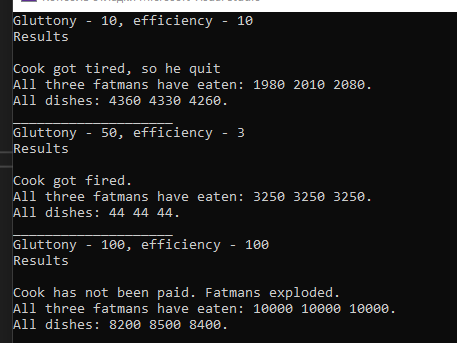 Gluttony - 10, efficiency - 10
Results
Cook got tired, so he quit
All three fatmans have eaten: 1980 2010 2080.
All dishes: 4360 4330 4260.
____________________
Gluttony - 50, efficiency - 3
Results
Cook got fired.
All three fatmans have eaten: 3250 3250 3250.
All dishes: 44 44 44.
____________________
Gluttony - 100, efficiency - 100
Results
Cook has not been paid. Fatmans exploded.
All three fatmans have eaten: 10000 10000 10000.
All dishes: 8200 8500 8400.